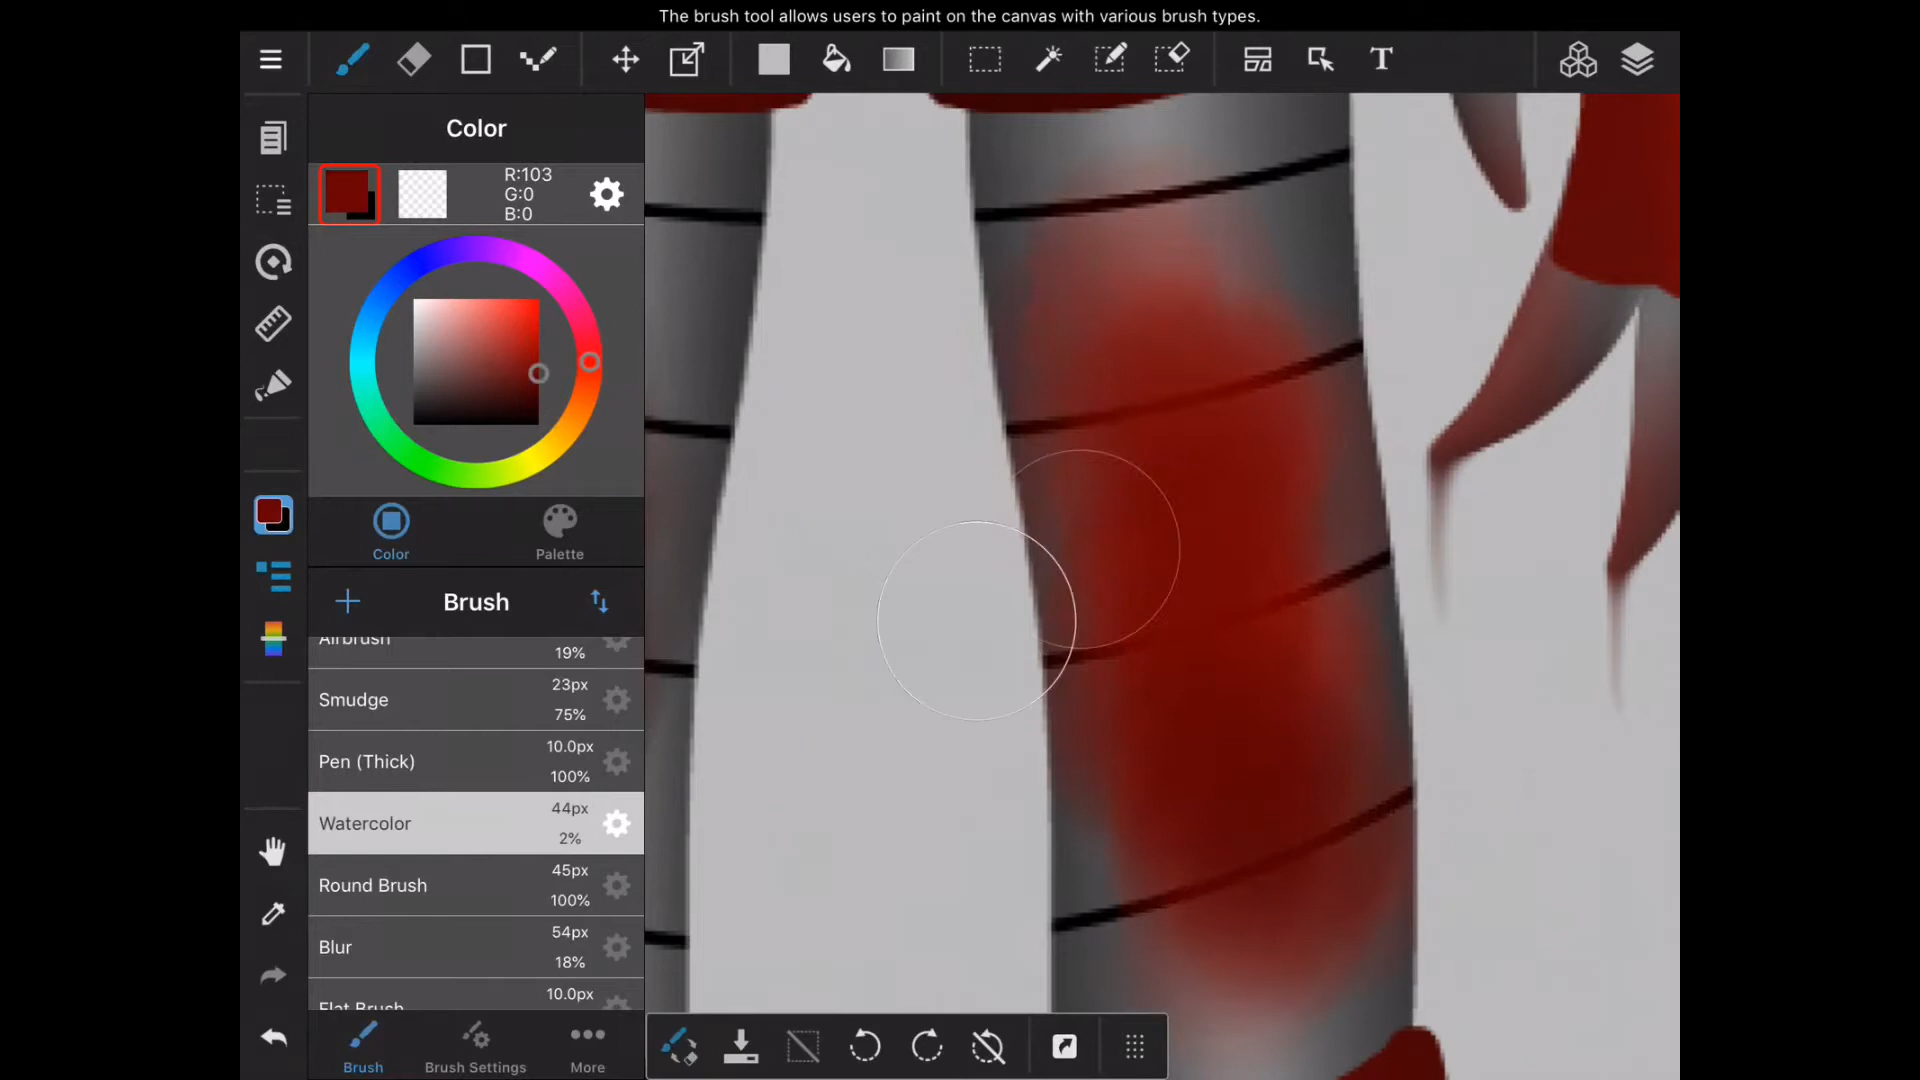 The brush tool allows users to paint on the canvas with various brush types.
T
Color
R:103
G:0
B:0
Color
Palette
Brush
Airbrush
19%
Smudge
23px
75%
Pen (Thick)
10.0px
100%
Watercolor
44px
2%
Round Brush
45px
100%
Blur
54px
18%
Flat Brush
10.0px
Brush
Brush Settings
More